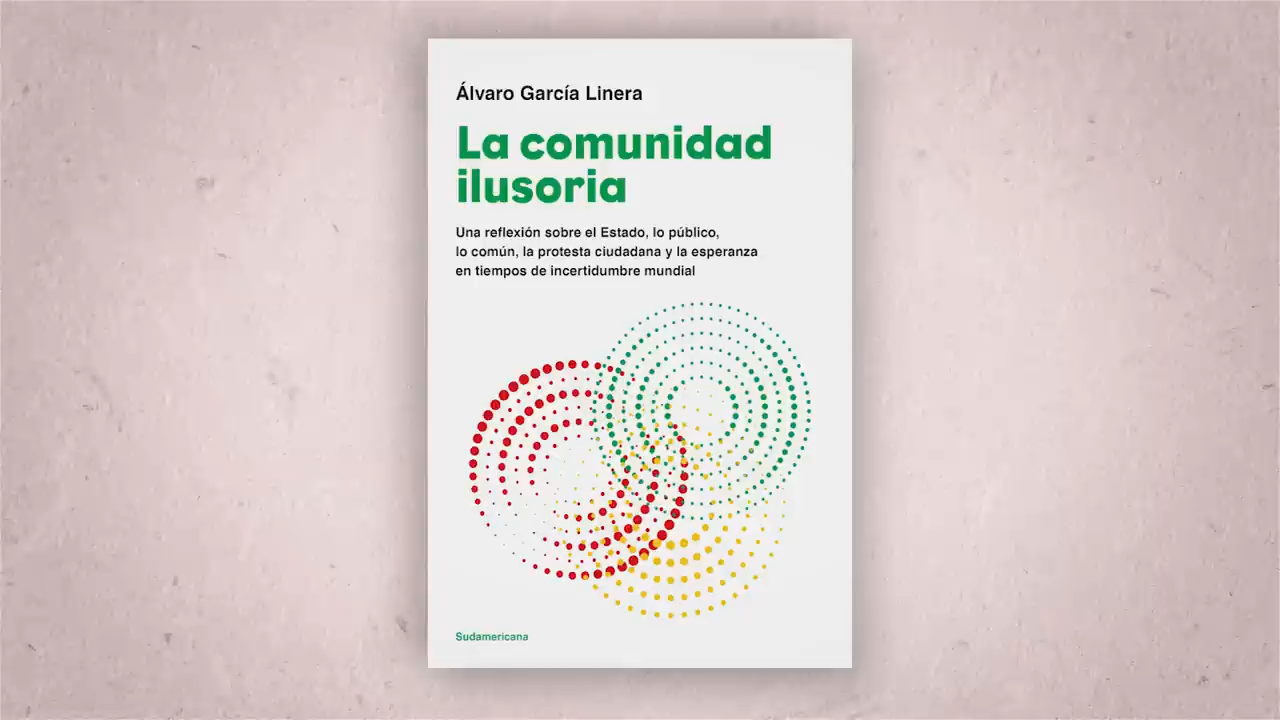 Álvaro García Linera
La comunidad
ilusoria
Una reflexión sobre el Estado, lo público,
lo común, la protesta ciudadana y la esperanza
en tiempos de incertidumbre mundial
Sudamericana